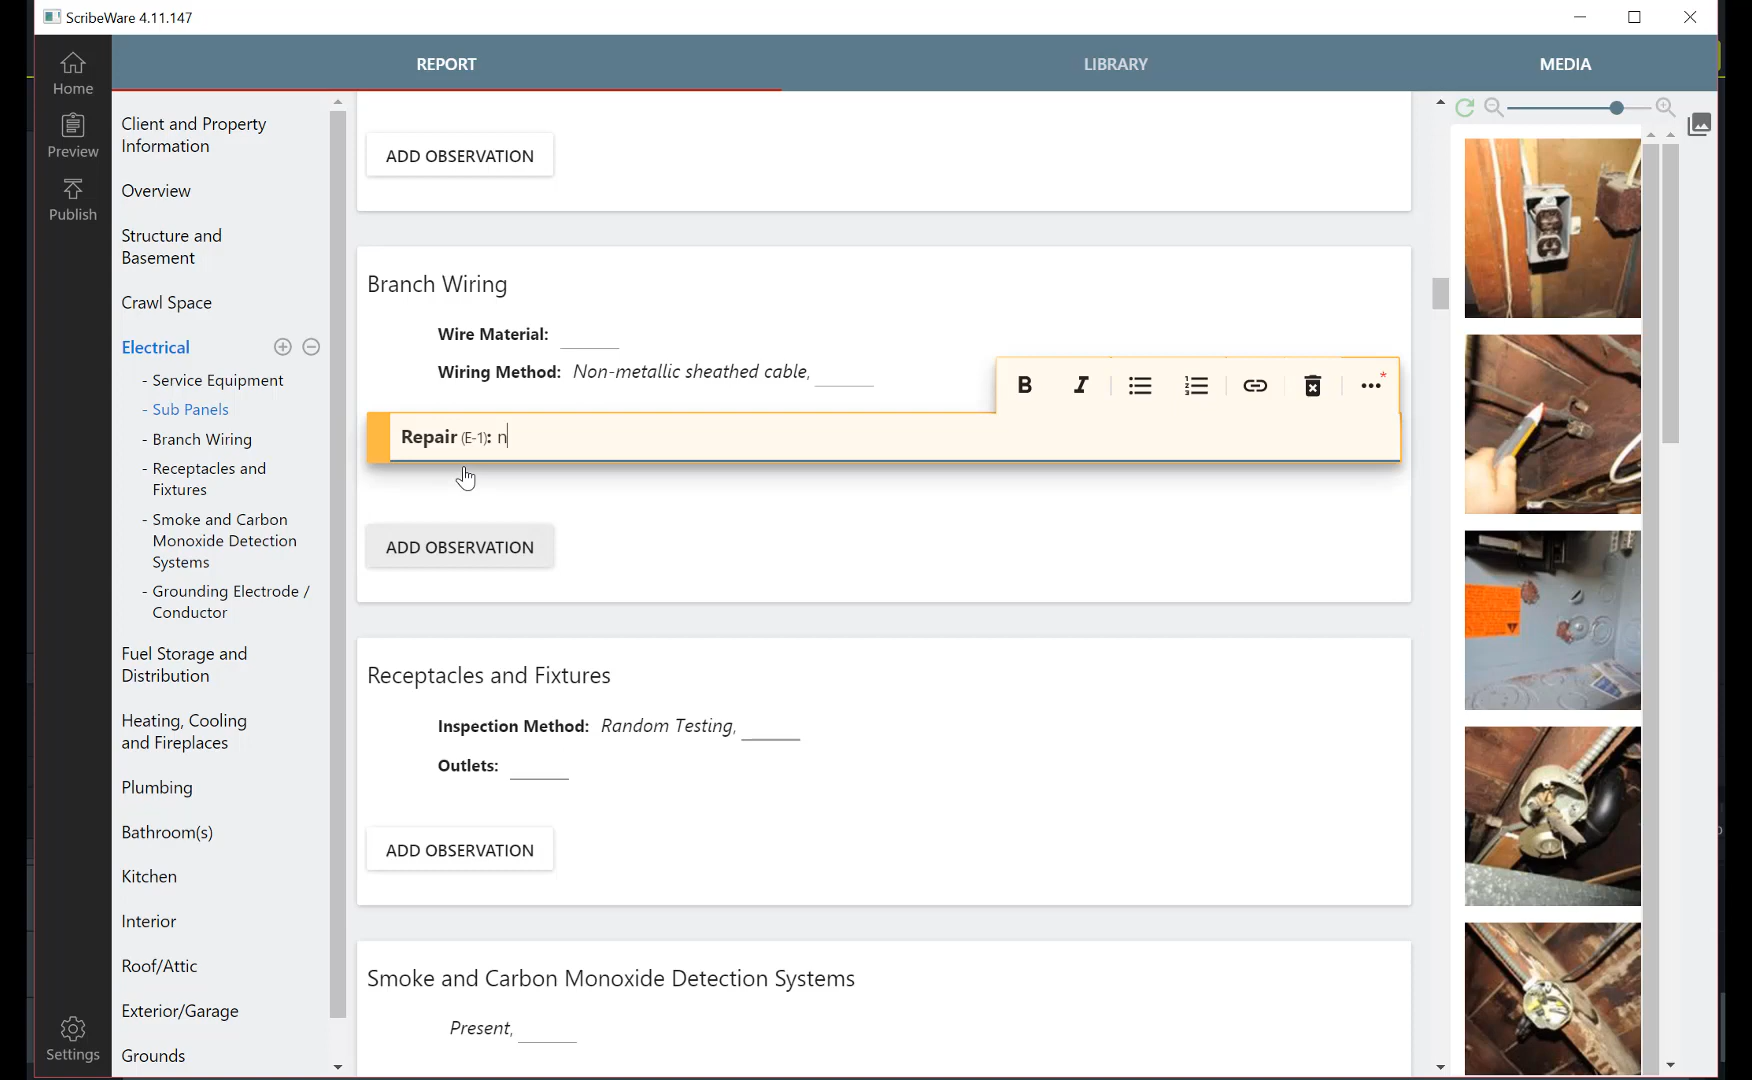 ScribeWare 4.11.147
REPORT
LIBRARY
MEDIA
Home
Preview
Publish
Settings
Client and Property
Information
Overview
Structure and
Basement
Crawl Space
Electrical
- Service Equipment
- Sub Panels
- Branch Wiring
- Receptacles and
Fixtures
- Smoke and Carbon
Monoxide Detection
Systems
- Grounding Electrode /
Conductor
Fuel Storage and
Distribution
Heating, Cooling
and Fireplaces
Plumbing
Bathroom(s)
Kitchen
Interior
Roof/Attic
Exterior/Garage
Grounds
ADD OBSERVATION
Branch Wiring
Wire Material:
Wiring Method: Non-metallic sheathed cable,
B I
Repair (E-1): n
ADD OBSERVATION
Receptacles and Fixtures
Inspection Method: Random Testing,
Outlets:
ADD OBSERVATION
Smoke and Carbon Monoxide Detection Systems
Present,